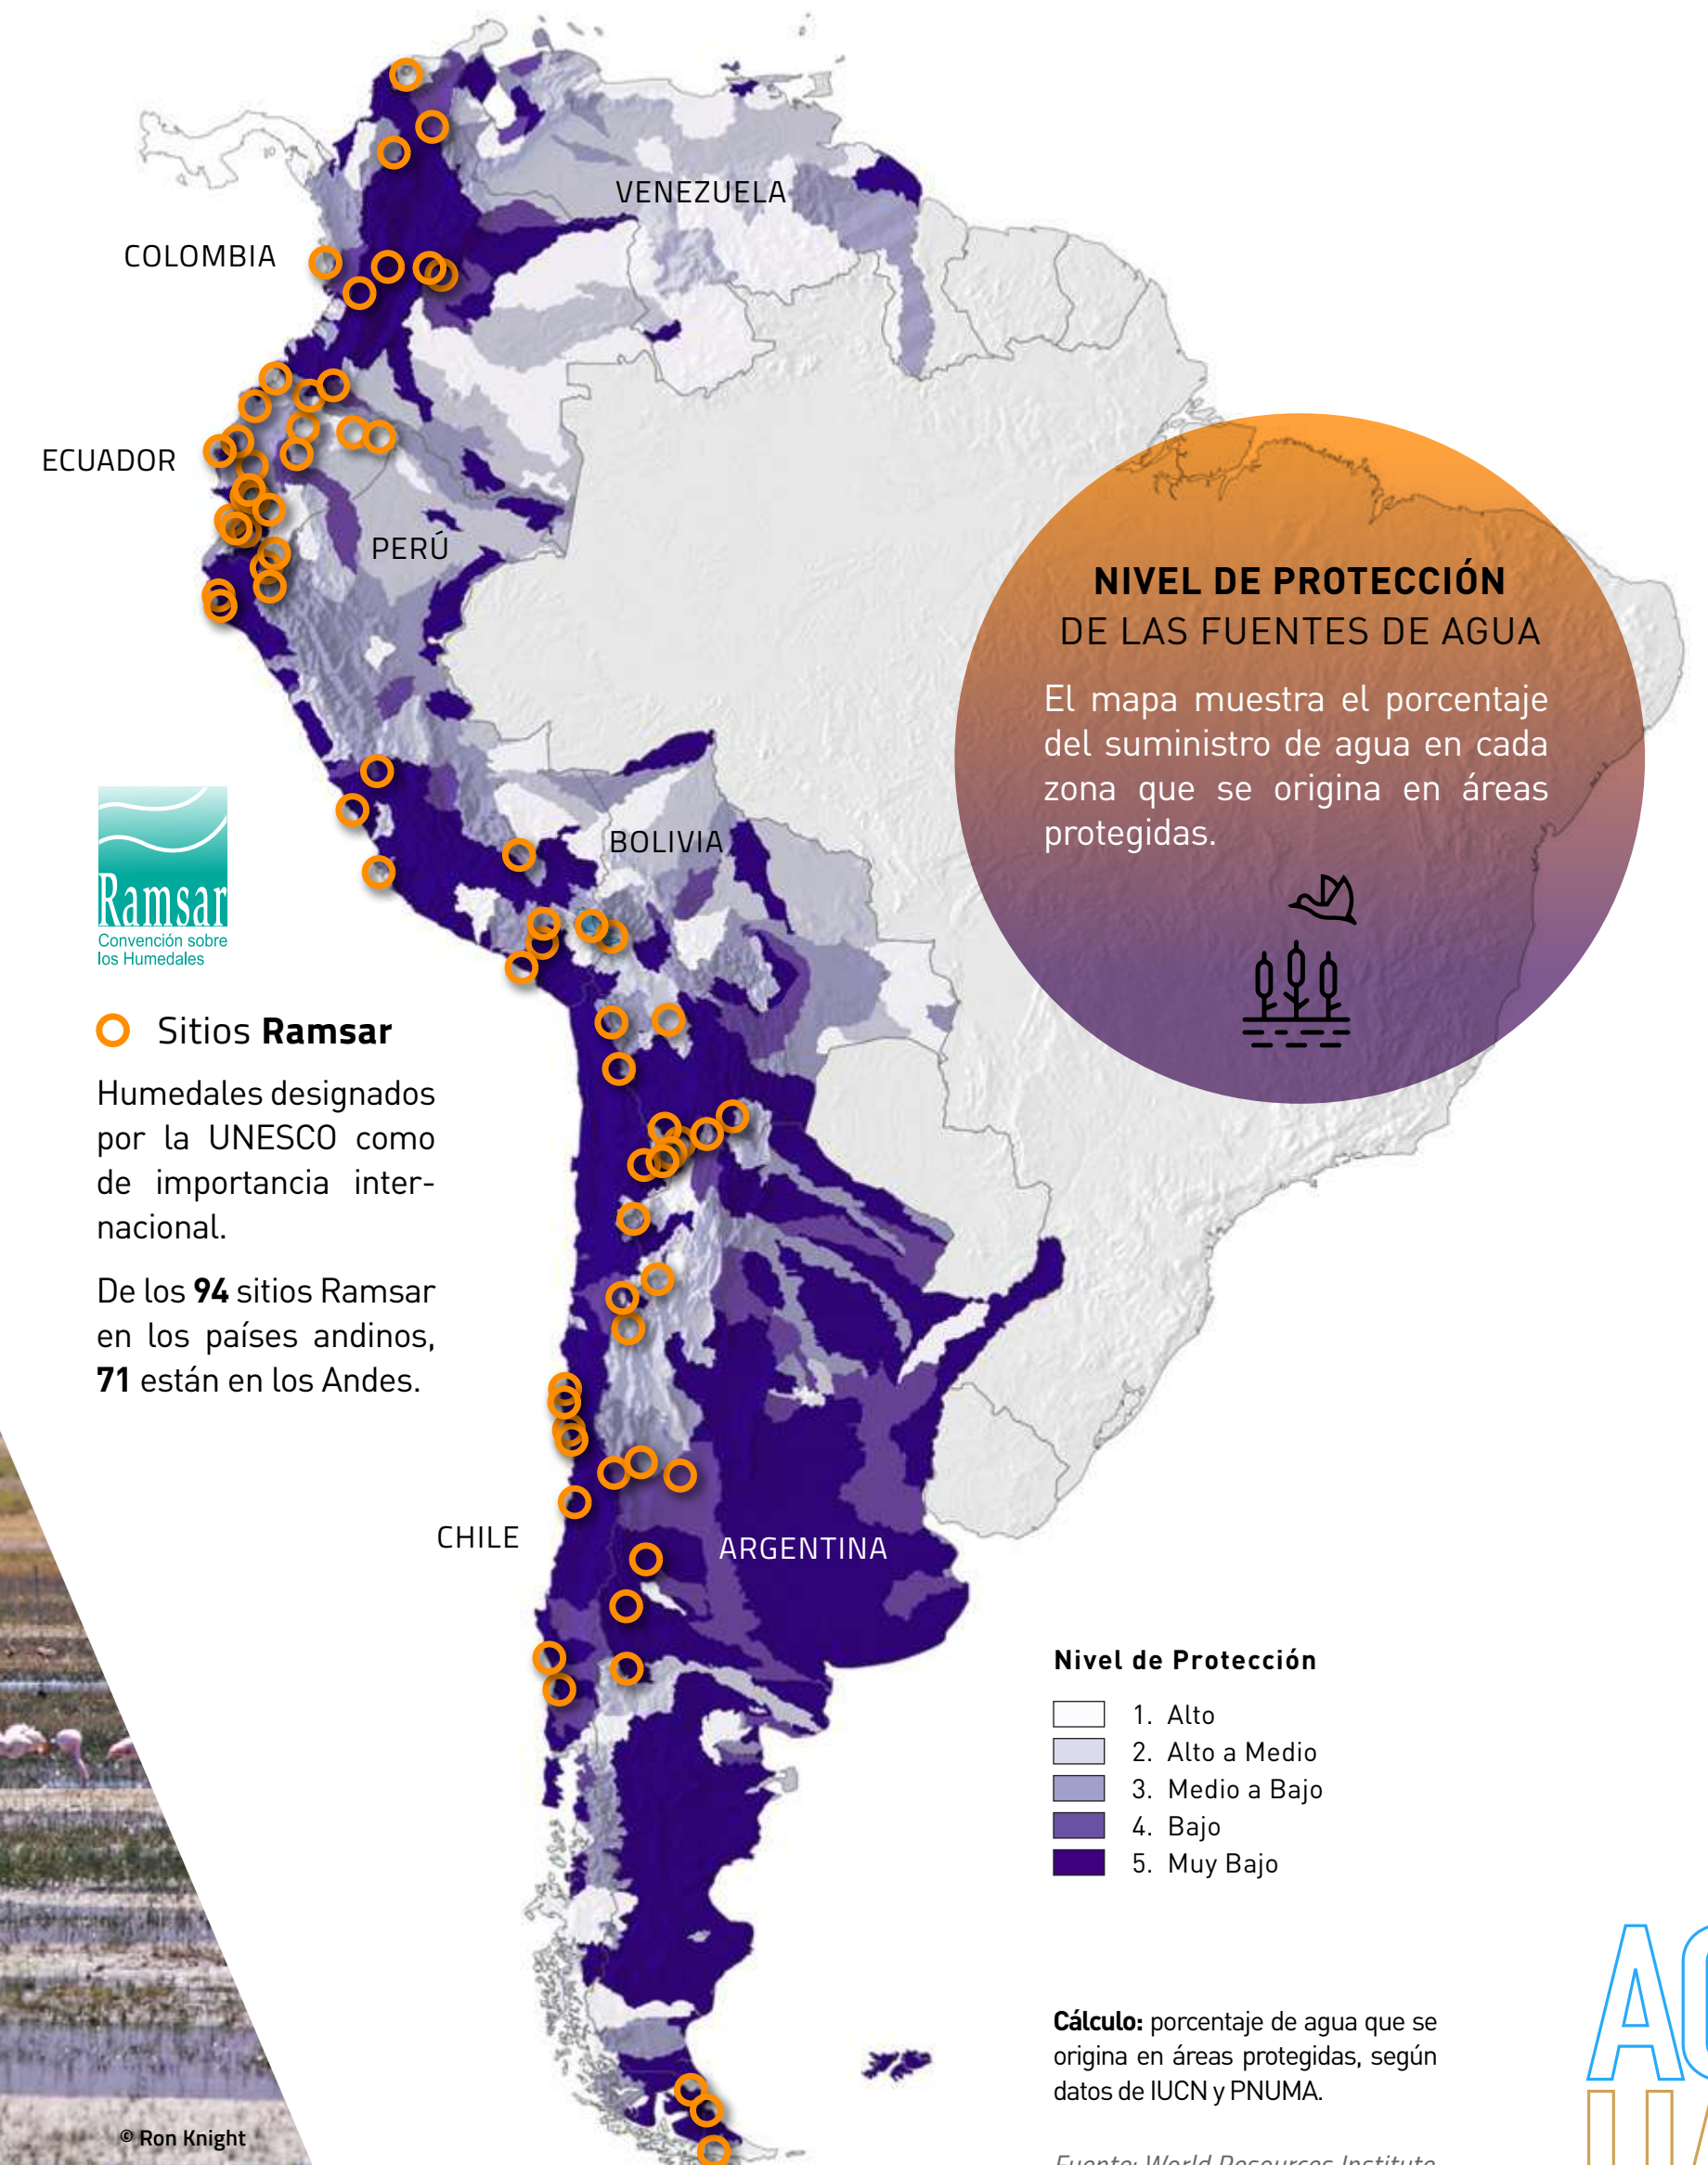 VENEZUELA
COLOMBIA
ECUADOR
PERÚ
NIVEL DE PROTECCIÓN
DE LAS FUENTES DE AGUA
El mapa muestra el porcentaje
del suministro de agua en cada
zona que se origina en áreas
protegidas.
BOLIVIA
Ramsar
Convención sobre
los Humedales
Sitios Ramsar
Humedales designados
por la UNESCO como
de importancia inter-
nacional.
De los 94 sitios Ramsar
en los países andinos,
71 están en los Andes.
CHILE
ARGENTINA
Nivel de Protección
1. Alto
2. Alto a Medio
3. Medio a Bajo
4. Bajo
5. Muy Bajo
Cálculo: porcentaje de agua que se
origina en áreas protegidas, según
datos de IUCN y PNUMA.
Fuente: World Resources Institute
© Ron Knight